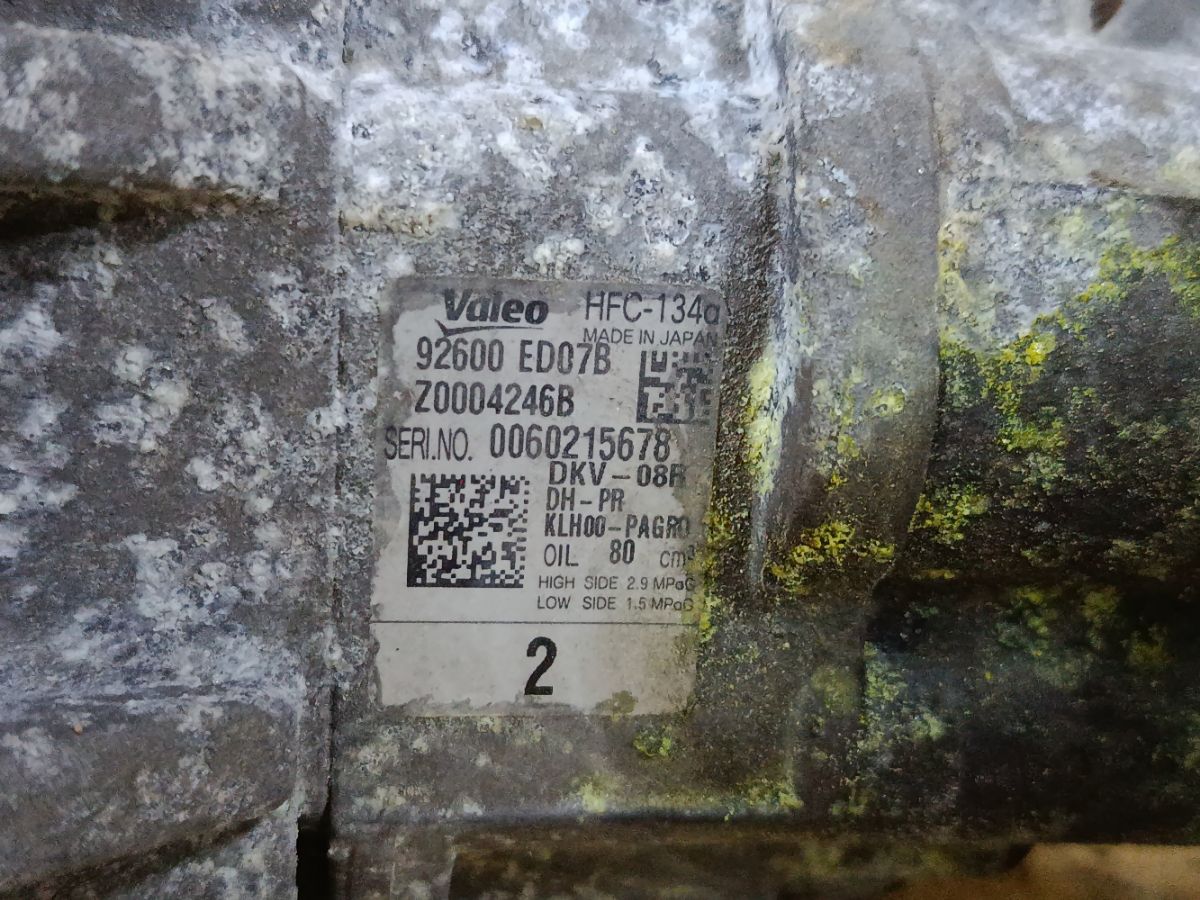 Valeo HFC-134a
MADE IN JAPAN
92600 ED07B
Z0004246B
SERI.NO. 0060215678
DKV-08R
DH-PR
KLH00-PAGR0
OIL 80 cm³
HIGH SIDE 2.9 MPaG
LOW SIDE 1.5 MPaG
2